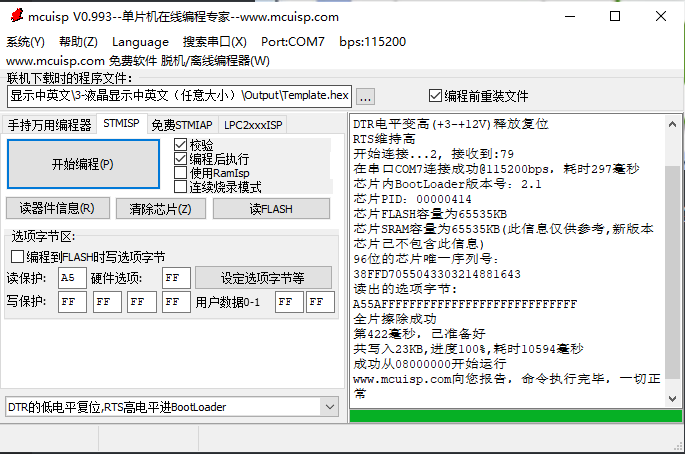 mcuisp V0.993--单片机在线编程专家--www.mcuisp.com
系统(Y) 帮助(Z) Language 搜索串口(X) Port:COM7 bps:115200
www.mcuisp.com 免费软件 脱机/离线编程器(W)
联机下载时的程序文件:
显示中英文\3-液晶显示中英文（任意大小）\Output\Template.hex ... 编程前重装文件
手持万用编程器 STMISP 免费STMIAP LPC2xxxISP
开始编程(P)
校验
编程后执行
使用RamIsp
连续烧录模式
读器件信息(R) 清除芯片(Z) 读FLASH
选项字节区:
编程到FLASH时写选项字节
读保护: A5 硬件选项: FF 设定选项字节等
写保护: FF FF FF FF 用户数据0-1 FF FF
DTR的低电平复位,RTS高电平进BootLoader
DTR电平变高(+3-+12V)释放复位
RTS维持高
开始连接...2, 接收到:79
在串口COM7连接成功@115200bps, 耗时297毫秒
芯片内BootLoader版本号: 2.1
芯片PID: 00000414
芯片FLASH容量为65535KB
芯片SRAM容量为65535KB(此信息仅供参考,新版本
芯片已不包含此信息)
96位的芯片唯一序列号:
38FFD7055043303214881643
读出的选项字节:
A55AFFFFFFFFFFFFFFFFFFFFFFFFFFFF
全片擦除成功
第422毫秒, 已准备好
共写入23KB,进度100%,耗时10594毫秒
成功从08000000开始运行
www.mcuisp.com向您报告, 命令执行完毕, 一切正
常